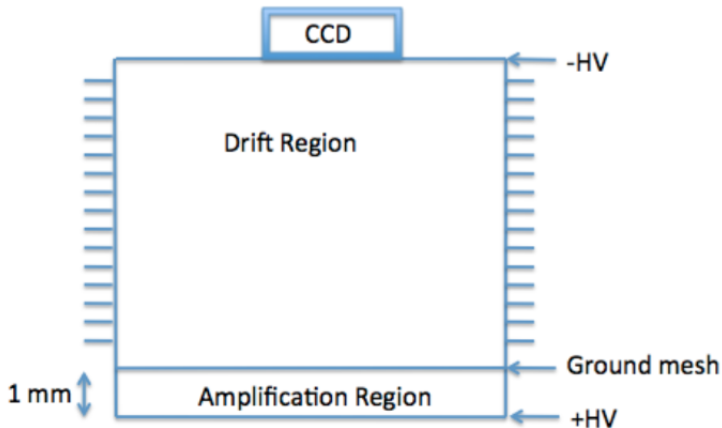 CCD
-HV
Drift Region
Ground mesh
1 mm
Amplification Region
+HV